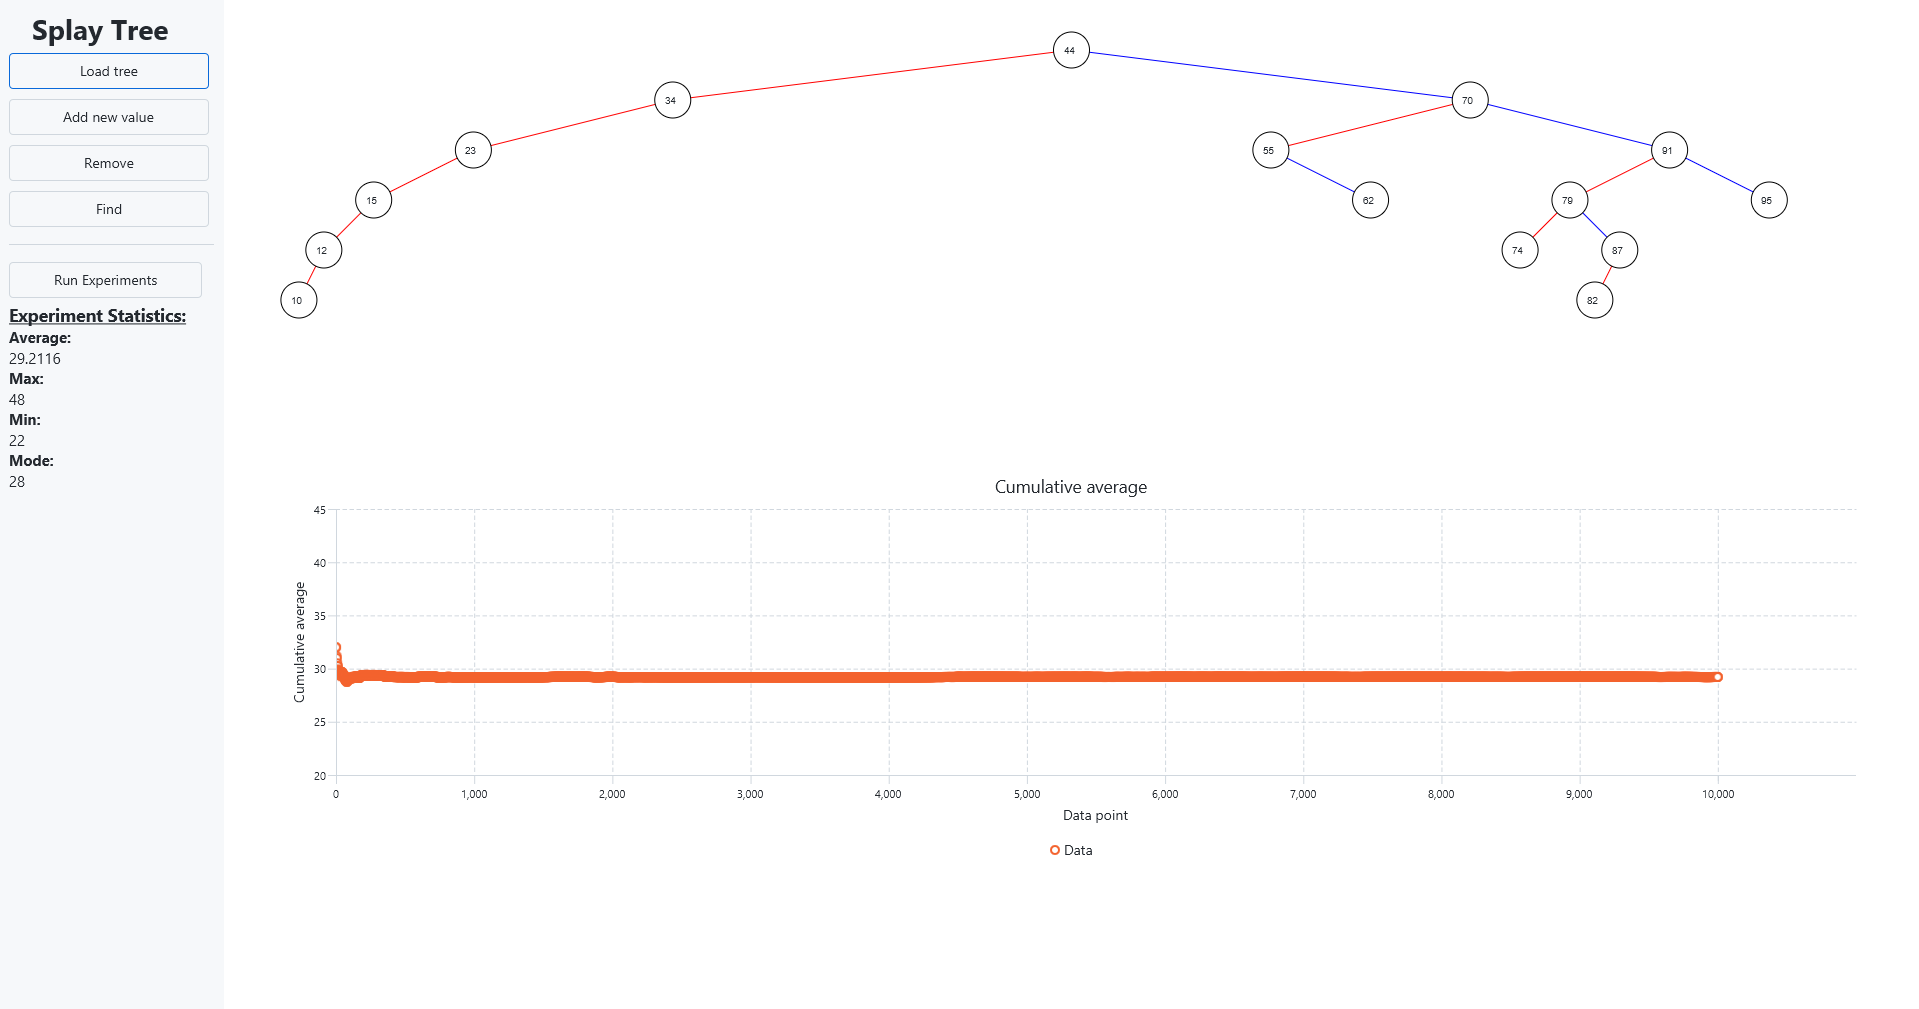 Splay Tree
Load tree
Add new value
Remove
Find
Run Experiments
Experiment Statistics:
Average:
29.2116
Max:
48
Min:
22
Mode:
28
44
34
70
23
55
91
15
62
79
95
12
74
87
10
82
Cumulative average
45
40
35
30
25
20
Cumulative average
0
1,000
2,000
3,000
4,000
5,000
6,000
7,000
8,000
9,000
10,000
Data point
Data